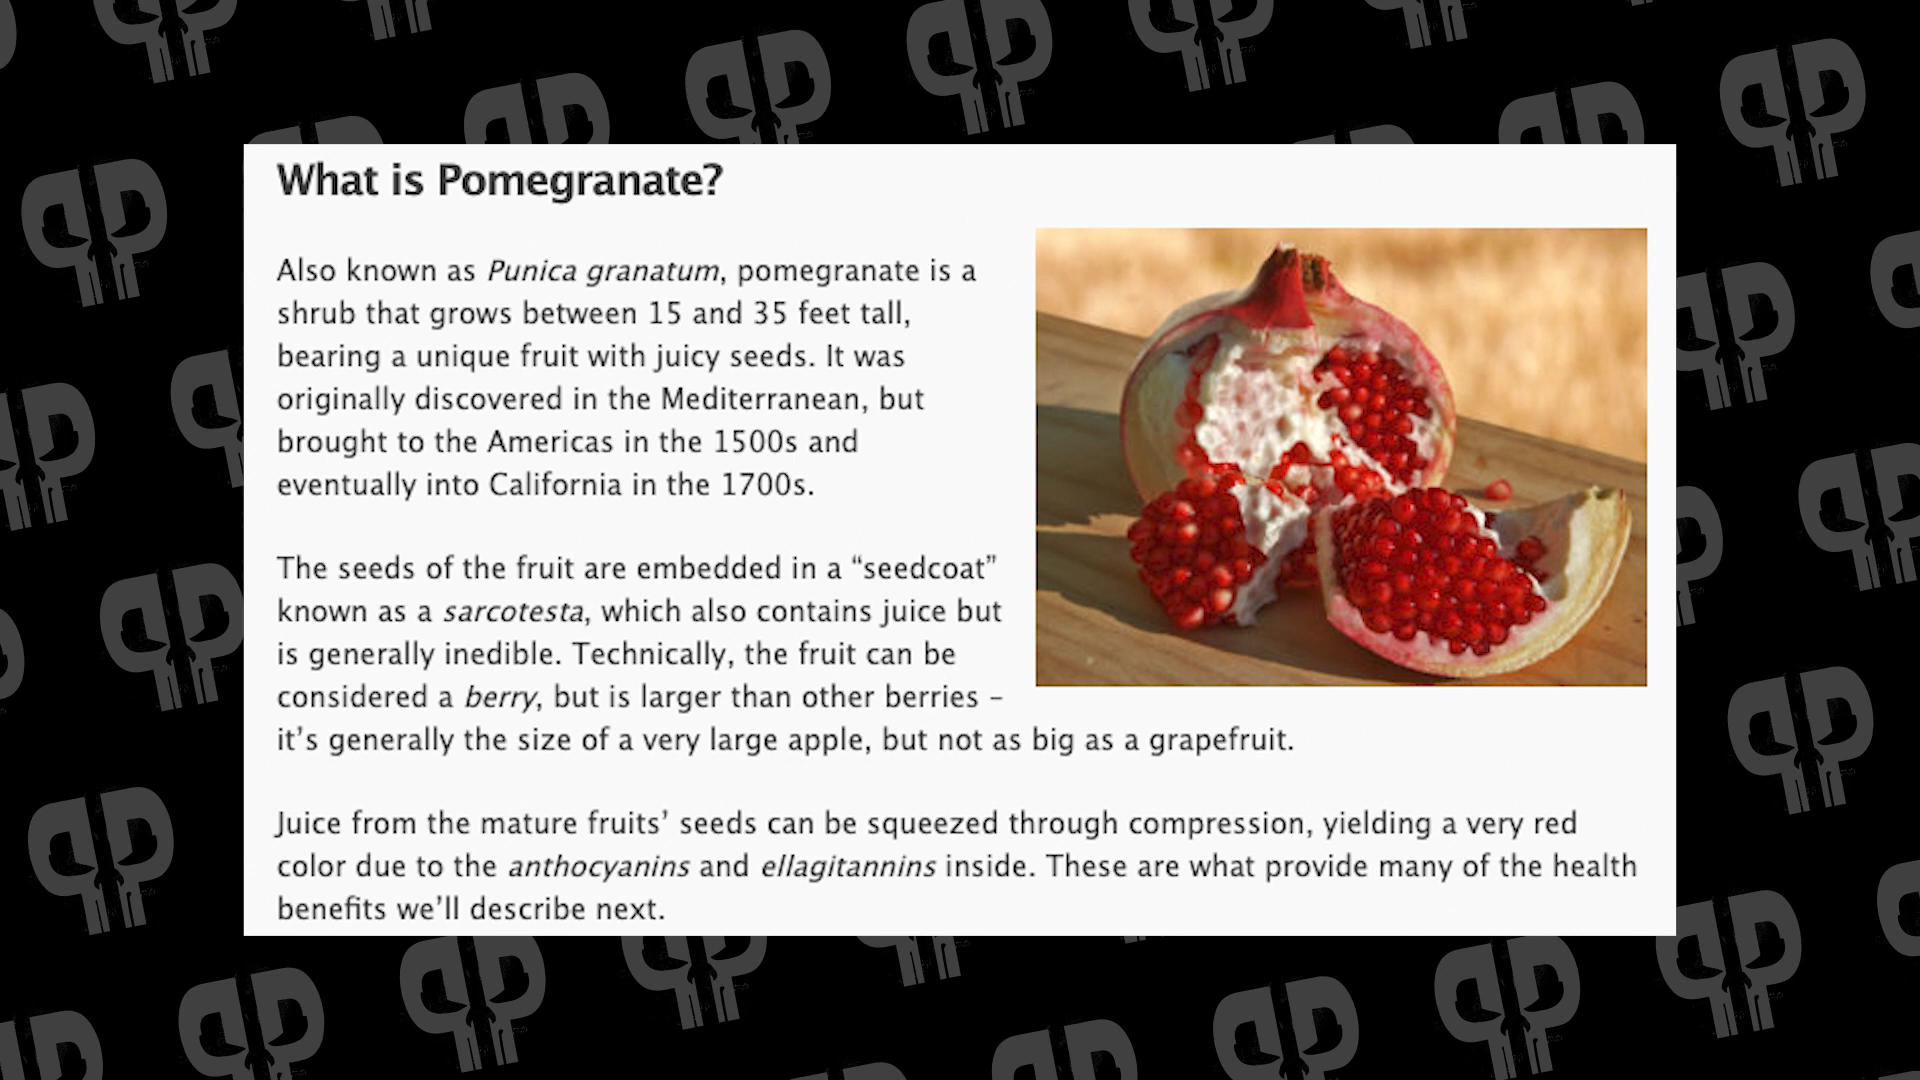 What is Pomegranate?
Also known as Punica granatum, pomegranate is a
shrub that grows between 15 and 35 feet tall,
bearing a unique fruit with juicy seeds. It was
originally discovered in the Mediterranean, but
brought to the Americas in the 1500s and
eventually into California in the 1700s.
The seeds of the fruit are embedded in a “seedcoat”
known as a sarcotesta, which also contains juice but
is generally inedible. Technically, the fruit can be
considered a berry, but is larger than other berries –
it’s generally the size of a very large apple, but not as big as a grapefruit.
Juice from the mature fruits’ seeds can be squeezed through compression, yielding a very red
color due to the anthocyanins and ellagitannins inside. These are what provide many of the health
benefits we’ll describe next.